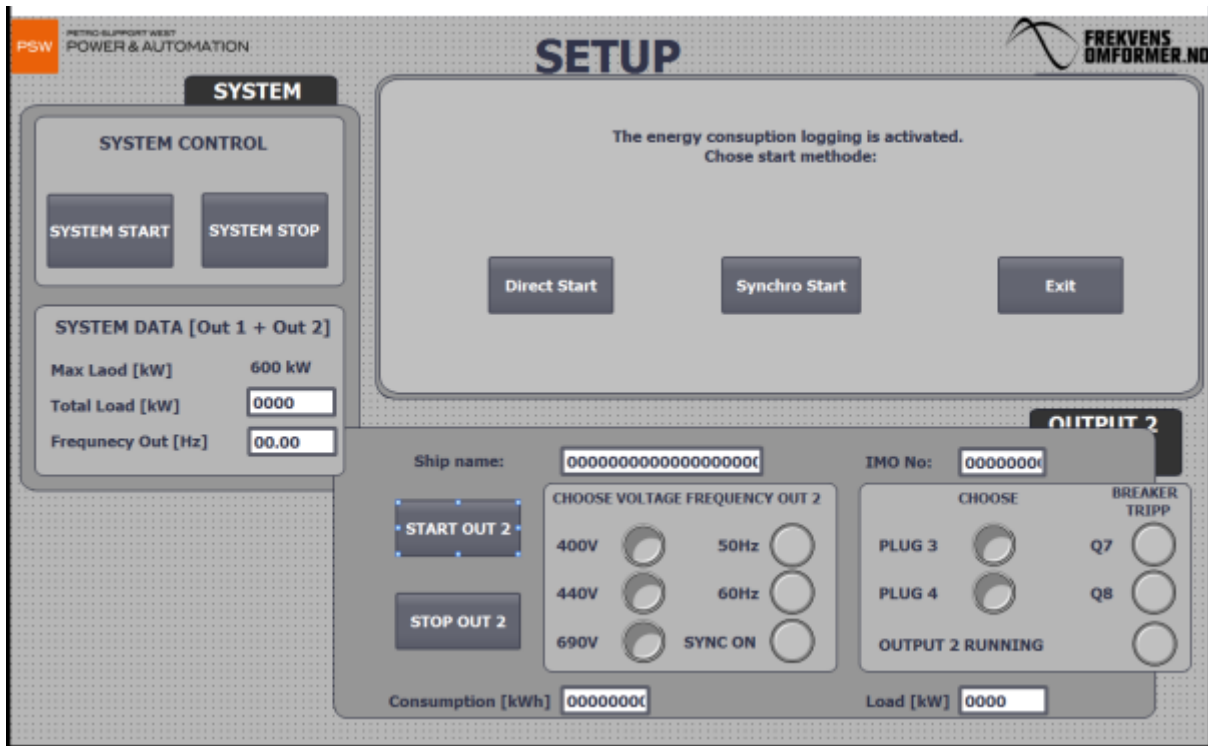 PSW
PETRO SUPPORT WEST
POWER & AUTOMATION
SETUP
FREKVENS
OMFORMER.NO
SYSTEM
SYSTEM CONTROL
SYSTEM START
SYSTEM STOP
The energy consuption logging is activated.
Chose start methode:
Direct Start
Synchro Start
Exit
SYSTEM DATA [Out 1 + Out 2]
Max Laod [kW] 600 kW
Total Load [kW] 0000
Frequnecy Out [Hz] 00.00
OUTPUT 2
Ship name:
IMO No:
START OUT 2
STOP OUT 2
CHOOSE VOLTAGE FREQUENCY OUT 2
400V 50Hz
440V 60Hz
690V SYNC ON
CHOOSE
BREAKER
TRIPP
PLUG 3 Q7
PLUG 4 Q8
OUTPUT 2 RUNNING
Consumption [kWh]
Load [kW] 0000